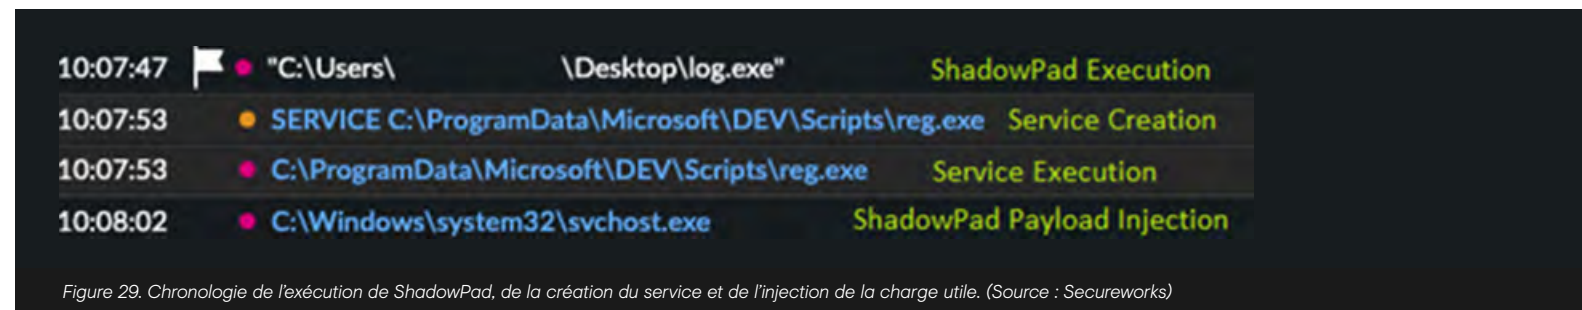 10:07:47 "C:\Users\ \Desktop\log.exe" ShadowPad Execution
10:07:53 SERVICE C:\ProgramData\Microsoft\DEV\Scripts\reg.exe Service Creation
10:07:53 C:\ProgramData\Microsoft\DEV\Scripts\reg.exe Service Execution
10:08:02 C:\Windows\system32\svchost.exe ShadowPad Payload Injection
Figure 29. Chronologie de l'exécution de ShadowPad, de la création du service et de l'injection de la charge utile. (Source : Secureworks)